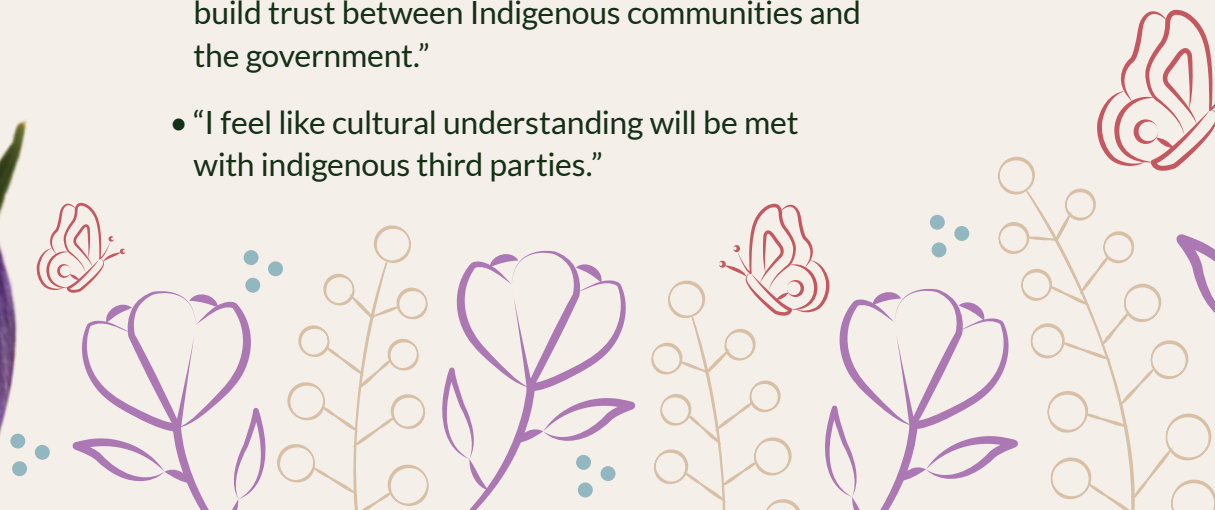 build trust between Indigenous communities and
the government.”
• “I feel like cultural understanding will be met
with indigenous third parties.”